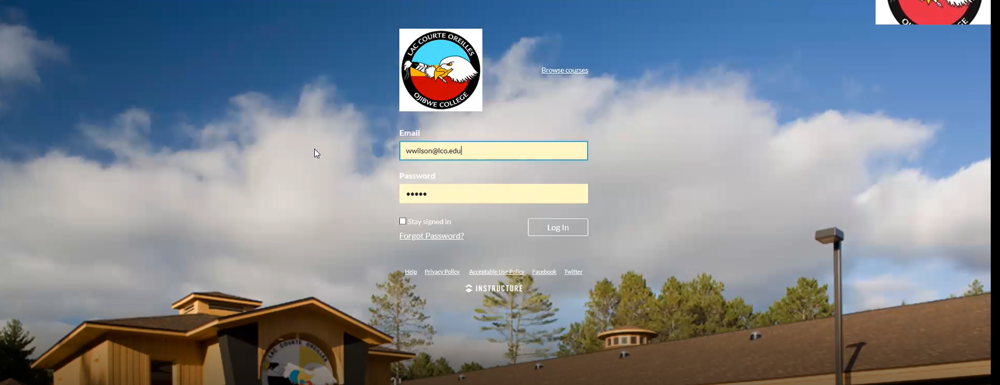 LAC COURTE OREILLES
OJIBWE COLLEGE
Browse courses
Email
wwilson@lco.edu
Password
•••••
Stay signed in
Forgot Password?
Log In
Help Privacy Policy Acceptable Use Policy Facebook Twitter
INSTRUCTURE
LAC COURTE OREILLES